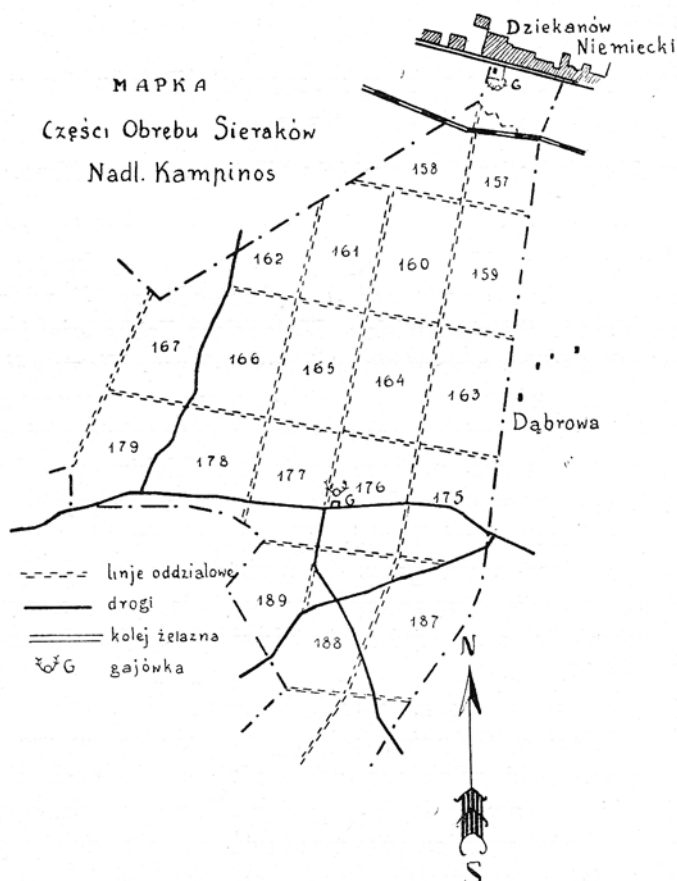 Dziekanów
Niemiecki
G
MAPKA
Części Obrębu Sieraków
Nadl. Kampinos
158 157
162 161 160 159
167 166 165 164 163
Dąbrowa
179 178 177 176 175
G
189 188 187
linje oddziałowe
drogi
kolej żelazna
G gajówka
N
S